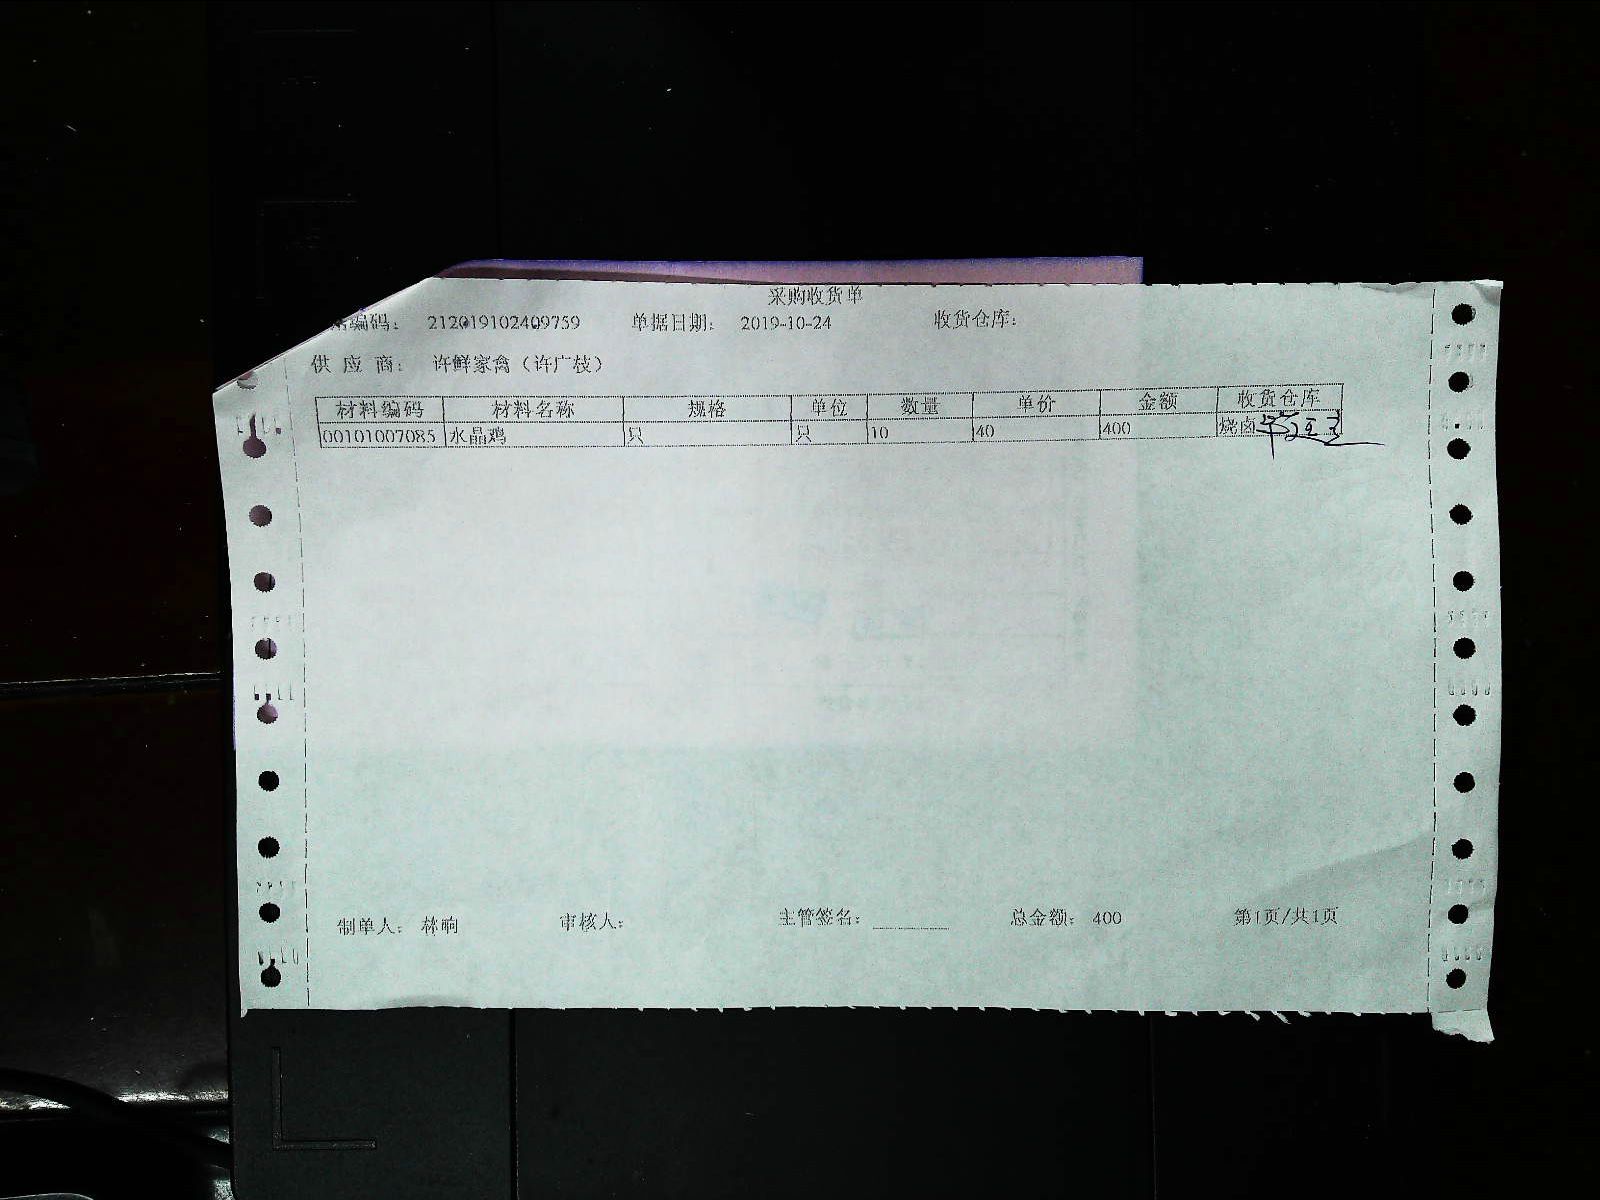 采购收货单
编码: 212019102409759 单据日期: 2019-10-24 收货仓库:
供应商: 许鲜家禽(许广枝)
材料编码 材料名称 规格 单位 数量 单价 金额 收货仓库
00101007085 水晶鸡 只 只 10 40 400 烧卤
制单人: 林响 审核人: 主管签名: 总金额: 400 第1页/共1页